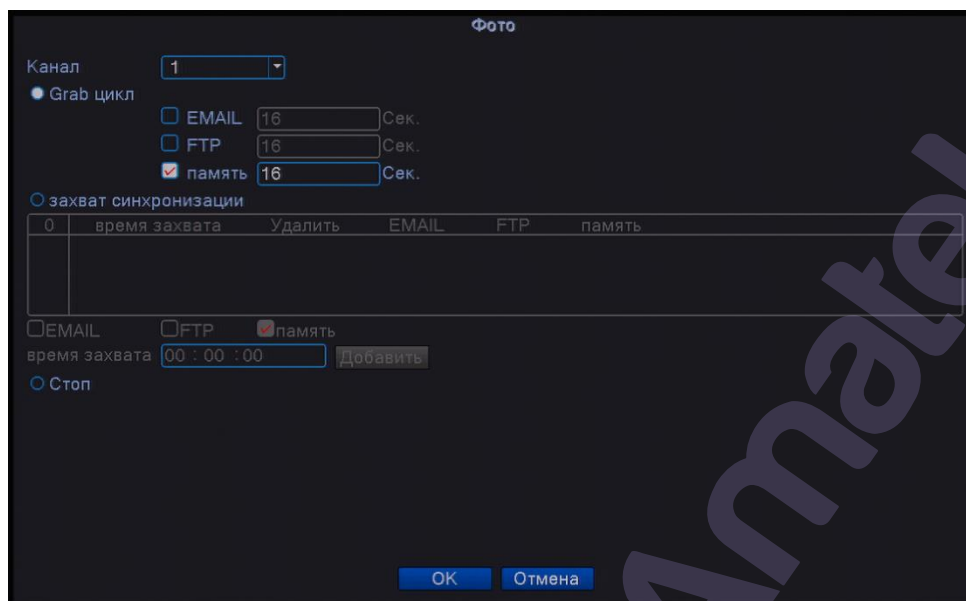 Фото
Канал 1
Grab цикл
EMAIL 16 Сек.
FTP 16 Сек.
память 16 Сек.
захват синхронизации
0 время захвата Удалить EMAIL FTP память
EMAIL FTP память
время захвата 00 : 00 : 00 Добавить
Стоп
OK Отмена
Amatek